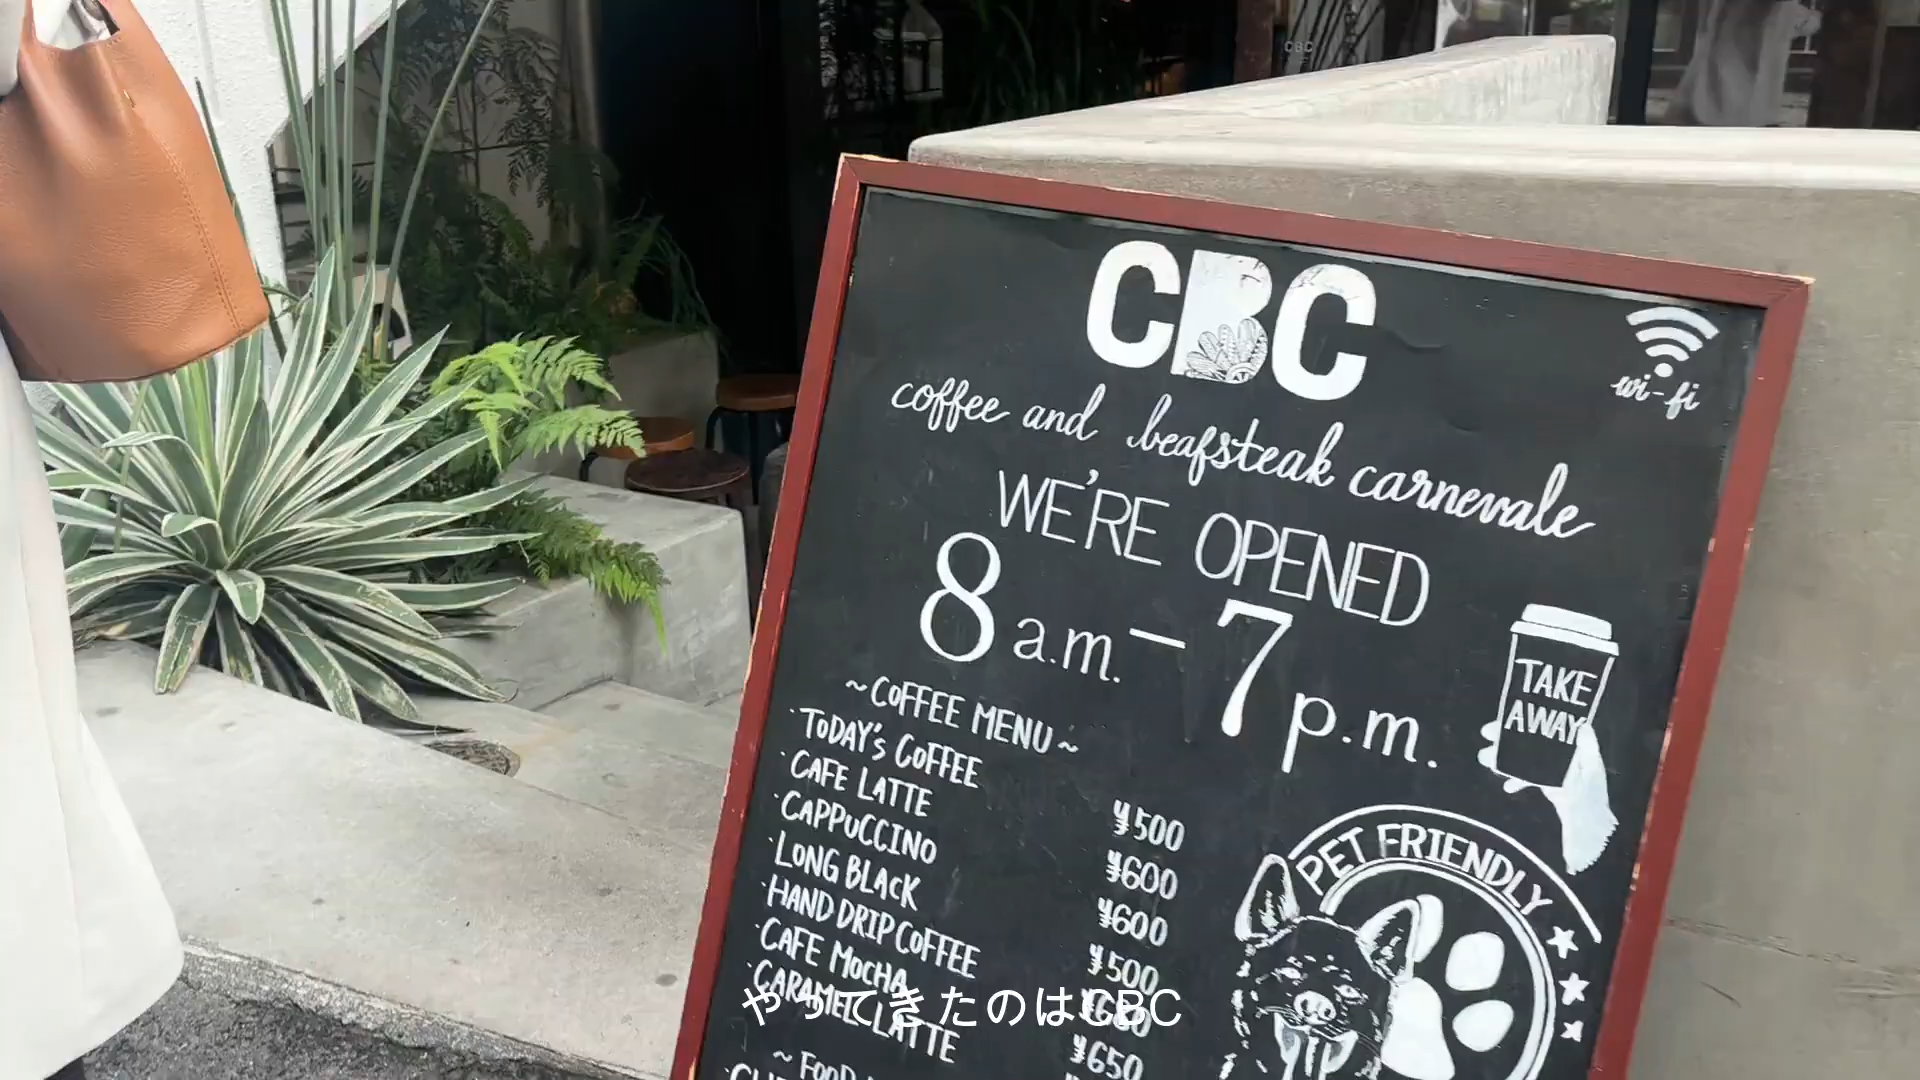 CBC
CBC
wi-fi
coffee and beafsteak carnevale
WE'RE OPENED
8 a.m. – 7 p.m.
TAKE AWAY
~COFFEE MENU~
·TODAY'S COFFEE ¥500
·CAFE LATTE ¥600
·CAPPUCCINO ¥600
·LONG BLACK ¥500
·HAND DRIP COFFEE
·CAFE MOCHA ¥650
·CARAMEL LATTE
PET FRIENDLY
やってきたのはCBC